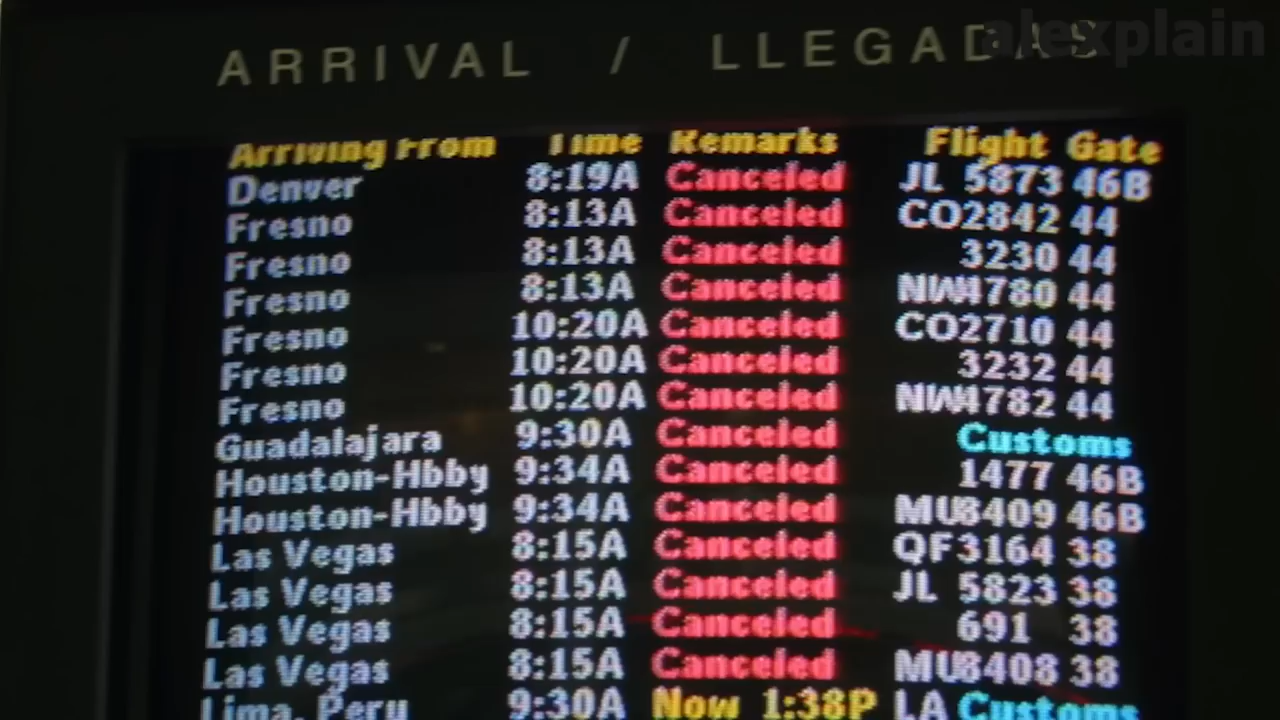 alexplain
ARRIVAL / LLEGADAS
Arriving From Time Remarks Flight Gate
Denver 8:19A Canceled JL 5873 46B
Fresno 8:13A Canceled CO2842 44
Fresno 8:13A Canceled 3230 44
Fresno 8:13A Canceled NW4780 44
Fresno 10:20A Canceled CO2710 44
Fresno 10:20A Canceled 3232 44
Fresno 10:20A Canceled NW4782 44
Guadalajara 9:30A Canceled Customs
Houston-Hbby 9:34A Canceled 1477 46B
Houston-Hbby 9:34A Canceled MU8409 46B
Las Vegas 8:15A Canceled QF3164 38
Las Vegas 8:15A Canceled JL 5823 38
Las Vegas 8:15A Canceled 691 38
Las Vegas 8:15A Canceled MU8408 38
Lima, Peru 9:30A Now 1:38P LA Customs